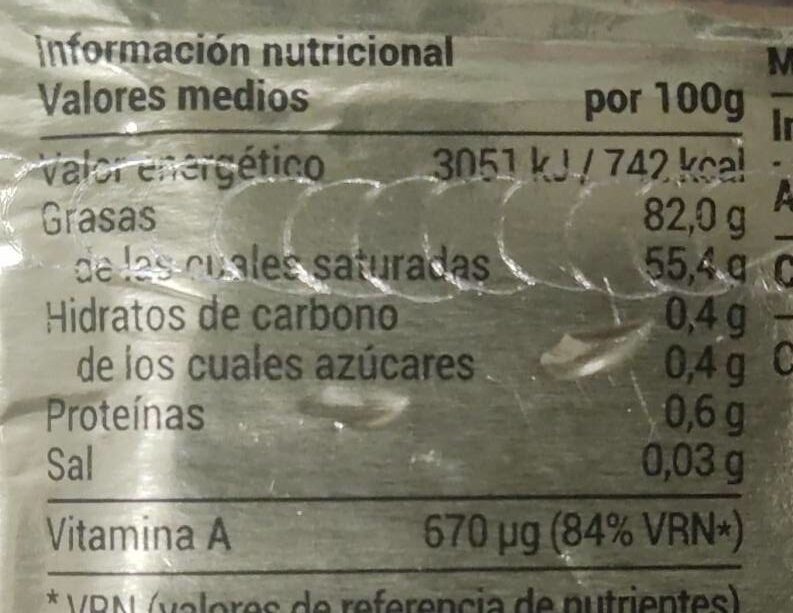 Información nutricional
Valores medios por 100g
Valor energético 3051 kJ / 742 kcal
Grasas 82,0 g
de las cuales saturadas 55,4 g
Hidratos de carbono 0,4 g
de los cuales azúcares 0,4 g
Proteínas 0,6 g
Sal 0,03 g
Vitamina A 670 µg (84% VRN*)
* VRN (valores de referencia de nutrientes)